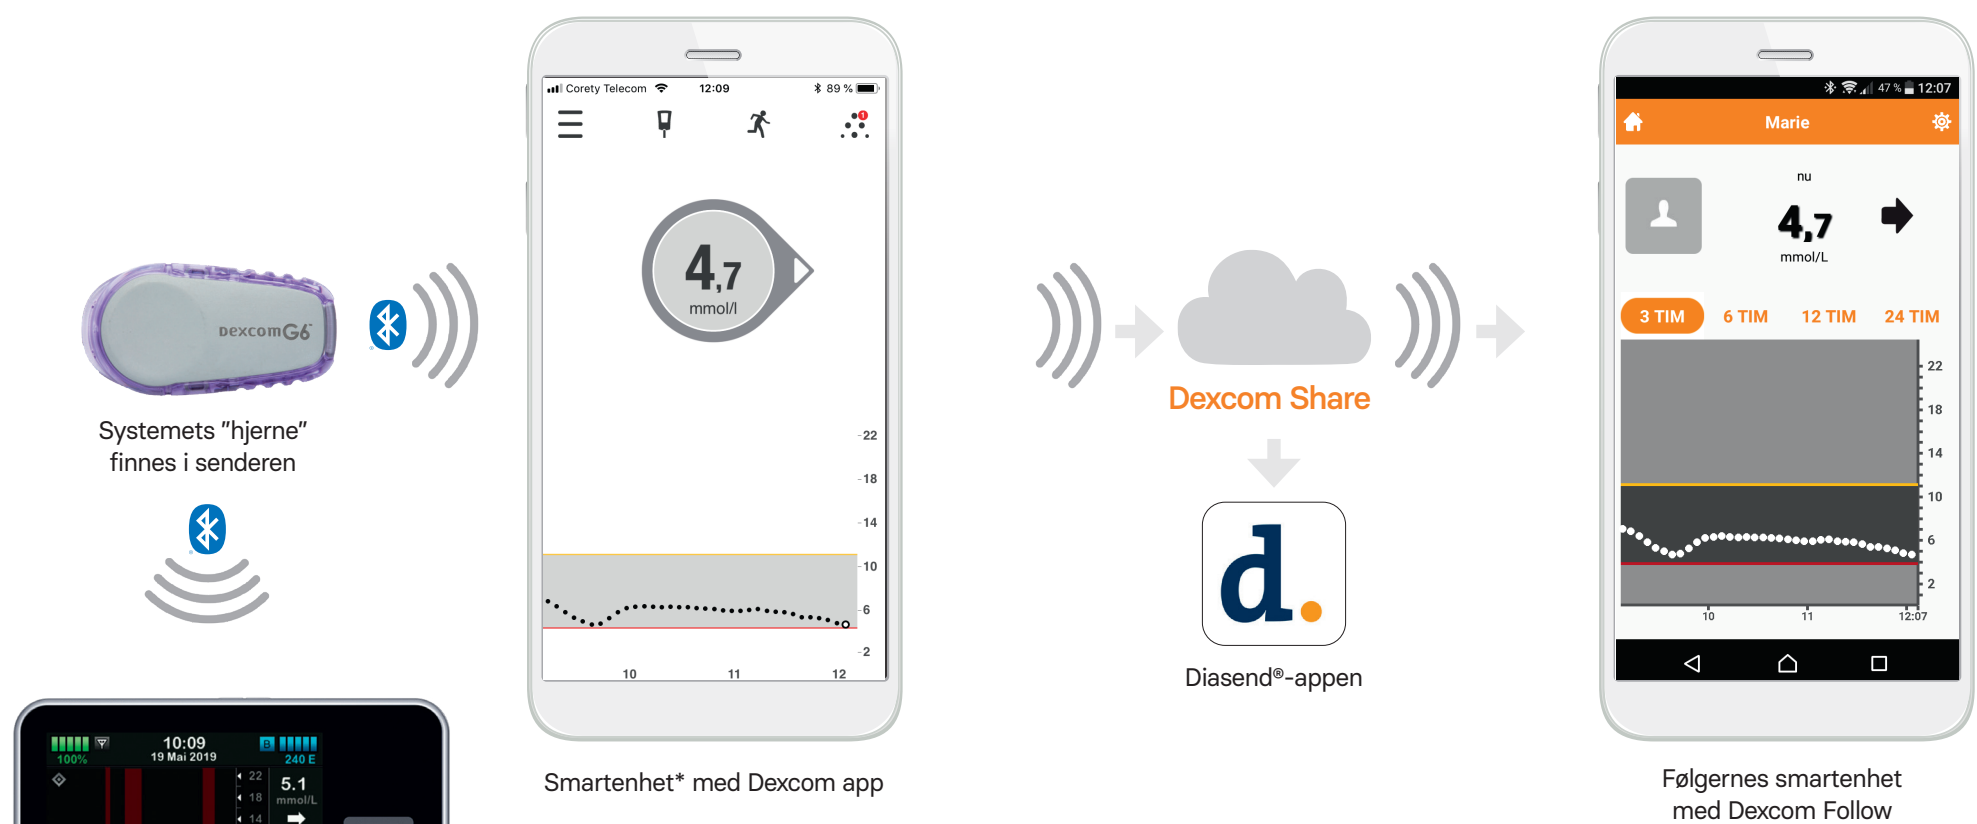 Corety Telecom 12:09 89 %
1
4,7
mmol/l
22
18
14
10
6
2
10 11 12
Smartenhet* med Dexcom app
DexcomG6™
Systemets "hjerne"
finnes i senderen
100%
10:09
19 Mai 2019
B
240 E
22
18
14
5.1
mmol/L
Dexcom Share
d.
Diasend®-appen
47 % 12:07
Marie
nu
4,7
mmol/L
3 TIM 6 TIM 12 TIM 24 TIM
22
18
14
10
6
2
10 11 12:07
Følgernes smartenhet
med Dexcom Follow